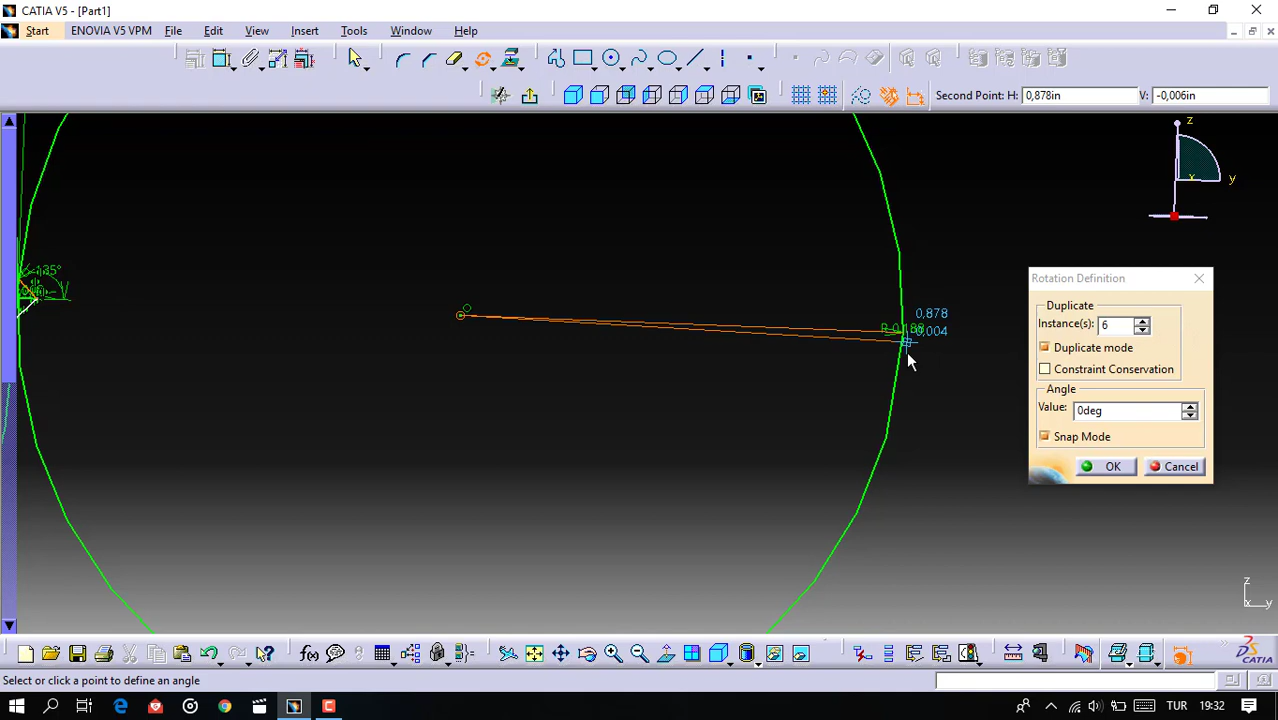 CATIA V5 - [Part1]
Start ENOVIA V5 VPM File Edit View Insert Tools Window Help
Second Point: H: 0,878in V: -0,006in
z
x y
135°
V
0,878
0,004
Rotation Definition
Duplicate
Instance(s): 6
Duplicate mode
Constraint Conservation
Angle
Value: 0deg
Snap Mode
OK Cancel
z
x y
f(x)
CATIA
Select or click a point to define an angle
TUR 19:32